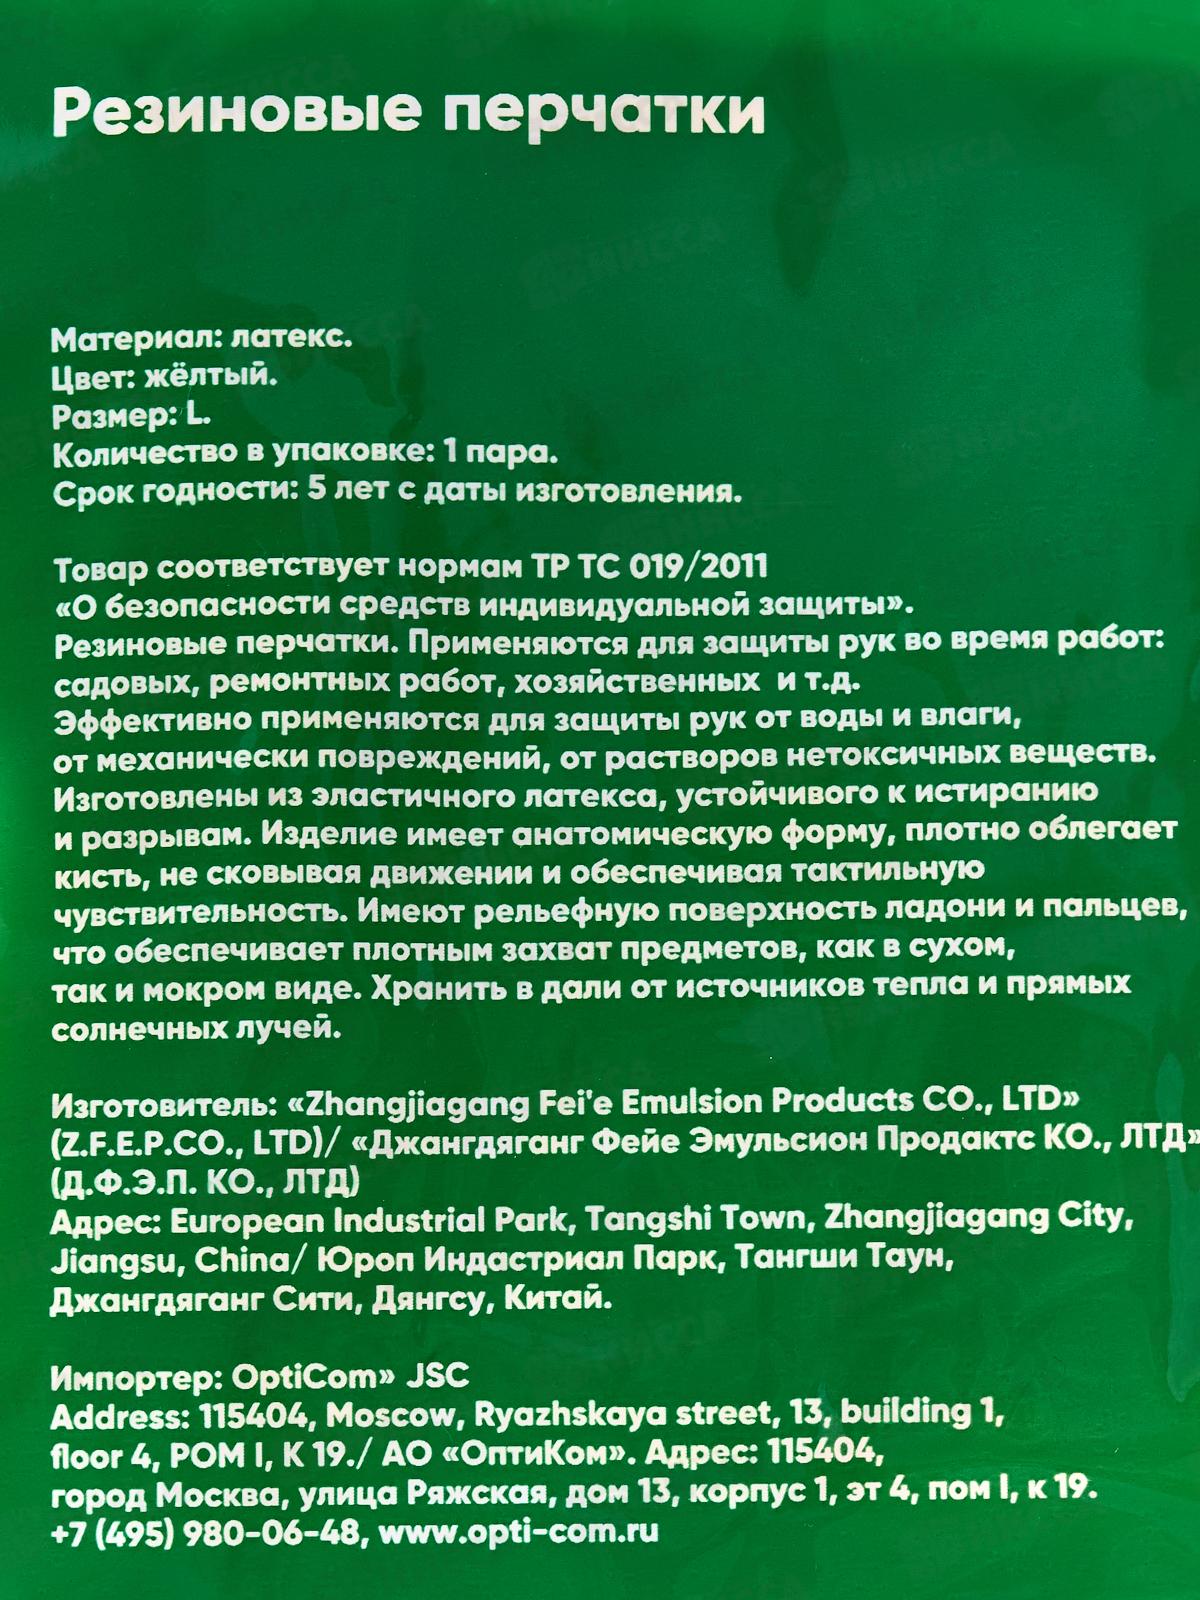 Резиновые перчатки
Материал: латекс.
Цвет: жёлтый.
Размер: L.
Количество в упаковке: 1 пара.
Срок годности: 5 лет с даты изготовления.
Товар соответствует нормам ТР ТС 019/2011
«О безопасности средств индивидуальной защиты».
Резиновые перчатки. Применяются для защиты рук во время работ:
садовых, ремонтных работ, хозяйственных и т.д.
Эффективно применяются для защиты рук от воды и влаги,
от механически повреждений, от растворов нетоксичных веществ.
Изготовлены из эластичного латекса, устойчивого к истиранию
и разрывам. Изделие имеет анатомическую форму, плотно облегает
кисть, не сковывая движении и обеспечивая тактильную
чувствительность. Имеют рельефную поверхность ладони и пальцев,
что обеспечивает плотным захват предметов, как в сухом,
так и мокром виде. Хранить в дали от источников тепла и прямых
солнечных лучей.
Изготовитель: «Zhangjiagang Fei'e Emulsion Products CO., LTD»
(Z.F.E.P.CO., LTD)/ «Джангдяганг Фейе Эмульсион Продактс КО., ЛТД»
(Д.Ф.Э.П. КО., ЛТД)
Адрес: European Industrial Park, Tangshi Town, Zhangjiagang City,
Jiangsu, China/ Юроп Индастриал Парк, Тангши Таун,
Джангдяганг Сити, Дянгсу, Китай.
Импортер: OptiCom» JSC
Address: 115404, Moscow, Ryazhskaya street, 13, building 1,
floor 4, POM I, K 19./ АО «ОптиКом». Адрес: 115404,
город Москва, улица Ряжская, дом 13, корпус 1, эт 4, пом I, к 19.
+7 (495) 980-06-48, www.opti-com.ru